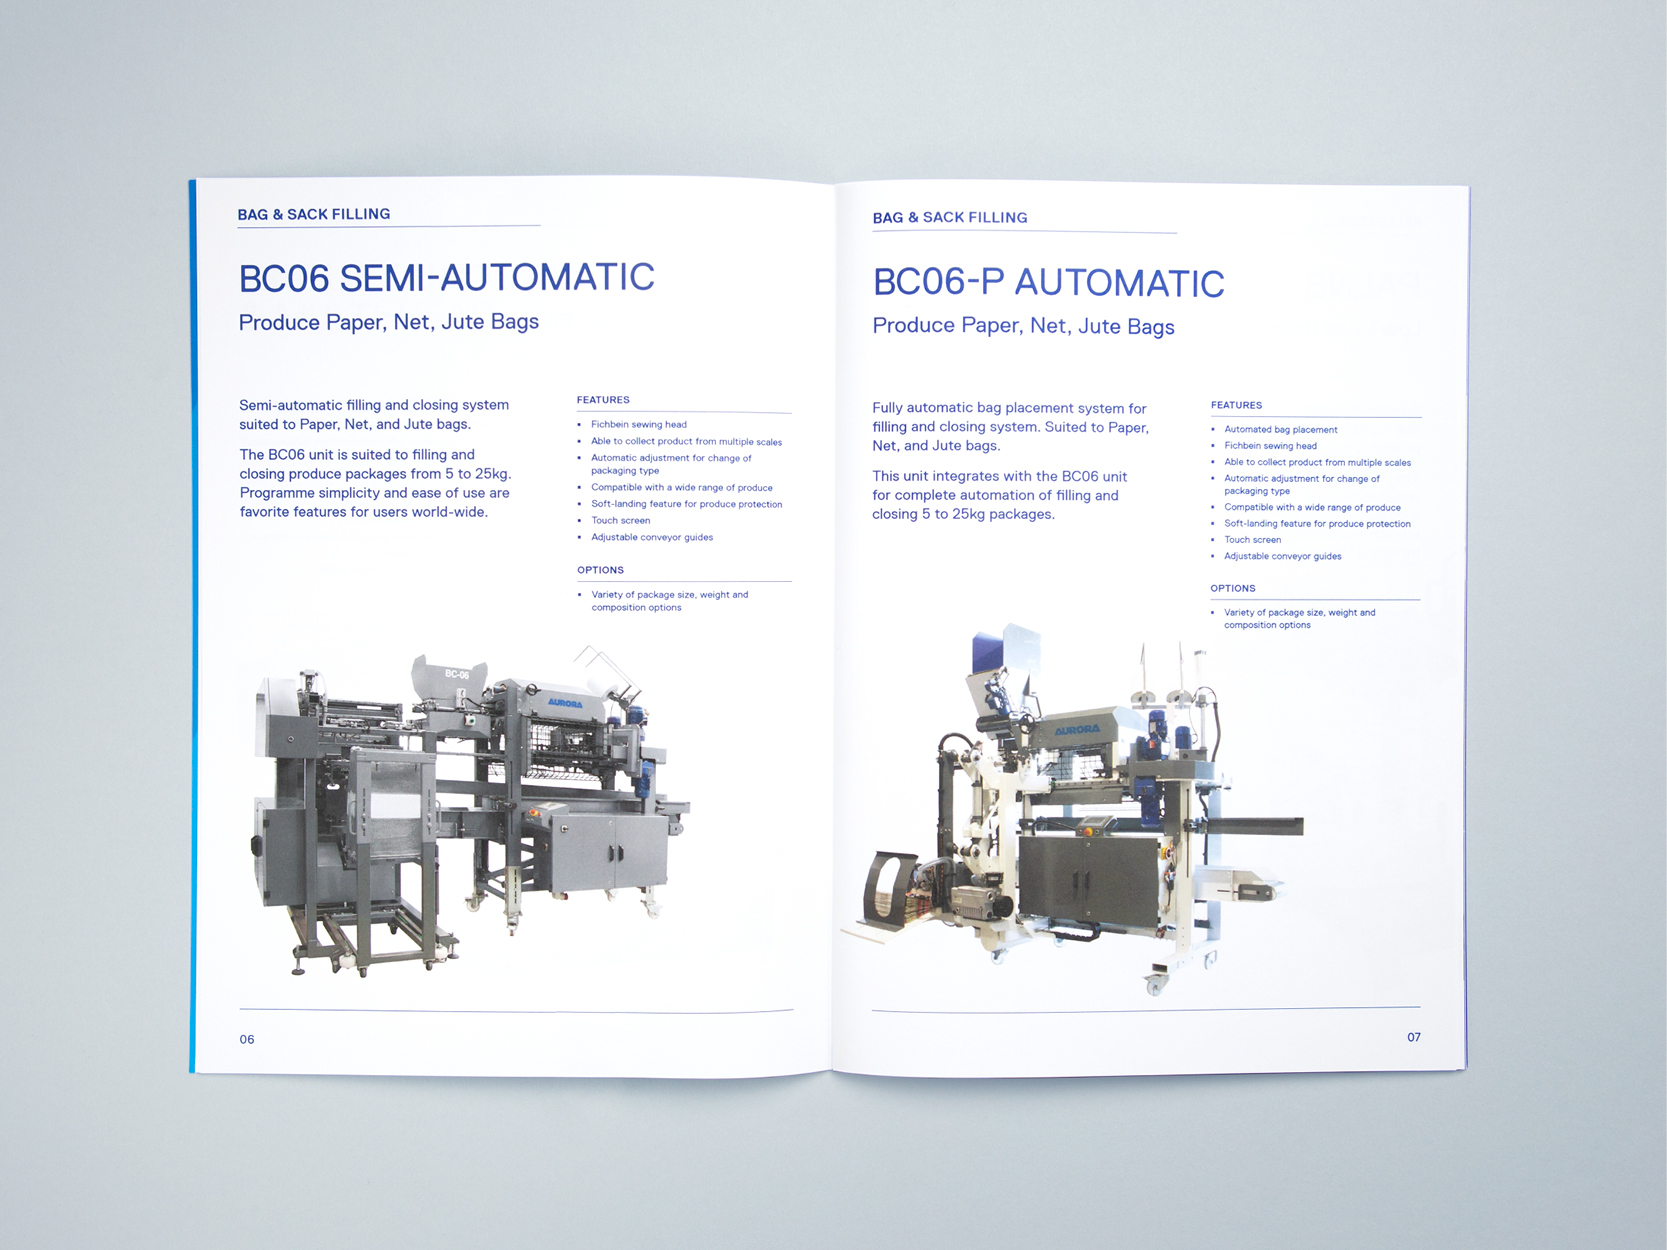 BAG & SACK FILLING
BC06 SEMI-AUTOMATIC
Produce Paper, Net, Jute Bags
Semi-automatic filling and closing system
suited to Paper, Net, and Jute bags.
The BC06 unit is suited to filling and
closing produce packages from 5 to 25kg.
Programme simplicity and ease of use are
favorite features for users world-wide.
FEATURES
▪ Fichbein sewing head
▪ Able to collect product from multiple scales
▪ Automatic adjustment for change of
packaging type
▪ Compatible with a wide range of produce
▪ Soft-landing feature for produce protection
▪ Touch screen
▪ Adjustable conveyor guides
OPTIONS
▪ Variety of package size, weight and
composition options
BC-06
AURORA
06
BAG & SACK FILLING
BC06-P AUTOMATIC
Produce Paper, Net, Jute Bags
Fully automatic bag placement system for
filling and closing system. Suited to Paper,
Net, and Jute bags.
This unit integrates with the BC06 unit
for complete automation of filling and
closing 5 to 25kg packages.
FEATURES
▪ Automated bag placement
▪ Fichbein sewing head
▪ Able to collect product from multiple scales
▪ Automatic adjustment for change of
packaging type
▪ Compatible with a wide range of produce
▪ Soft-landing feature for produce protection
▪ Touch screen
▪ Adjustable conveyor guides
OPTIONS
▪ Variety of package size, weight and
composition options
AURORA
07